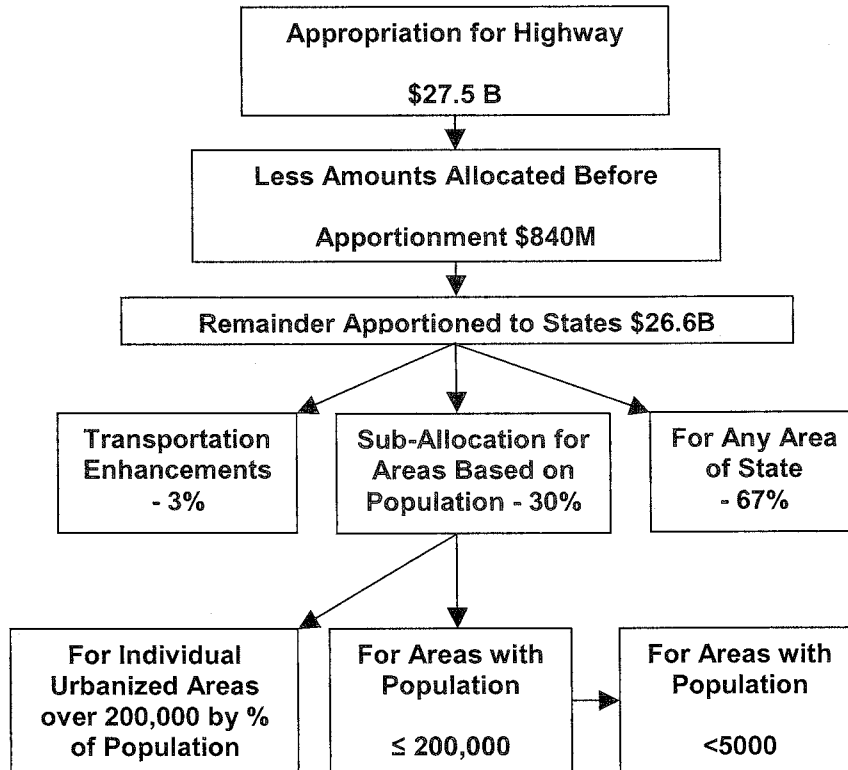 Appropriation for Highway
$27.5 B
Less Amounts Allocated Before
Apportionment $840M
Remainder Apportioned to States $26.6B
Transportation
Enhancements
- 3%
Sub-Allocation for
Areas Based on
Population - 30%
For Any Area
of State
- 67%
For Individual
Urbanized Areas
over 200,000 by %
of Population
For Areas with
Population
≤ 200,000
For Areas with
Population
<5000